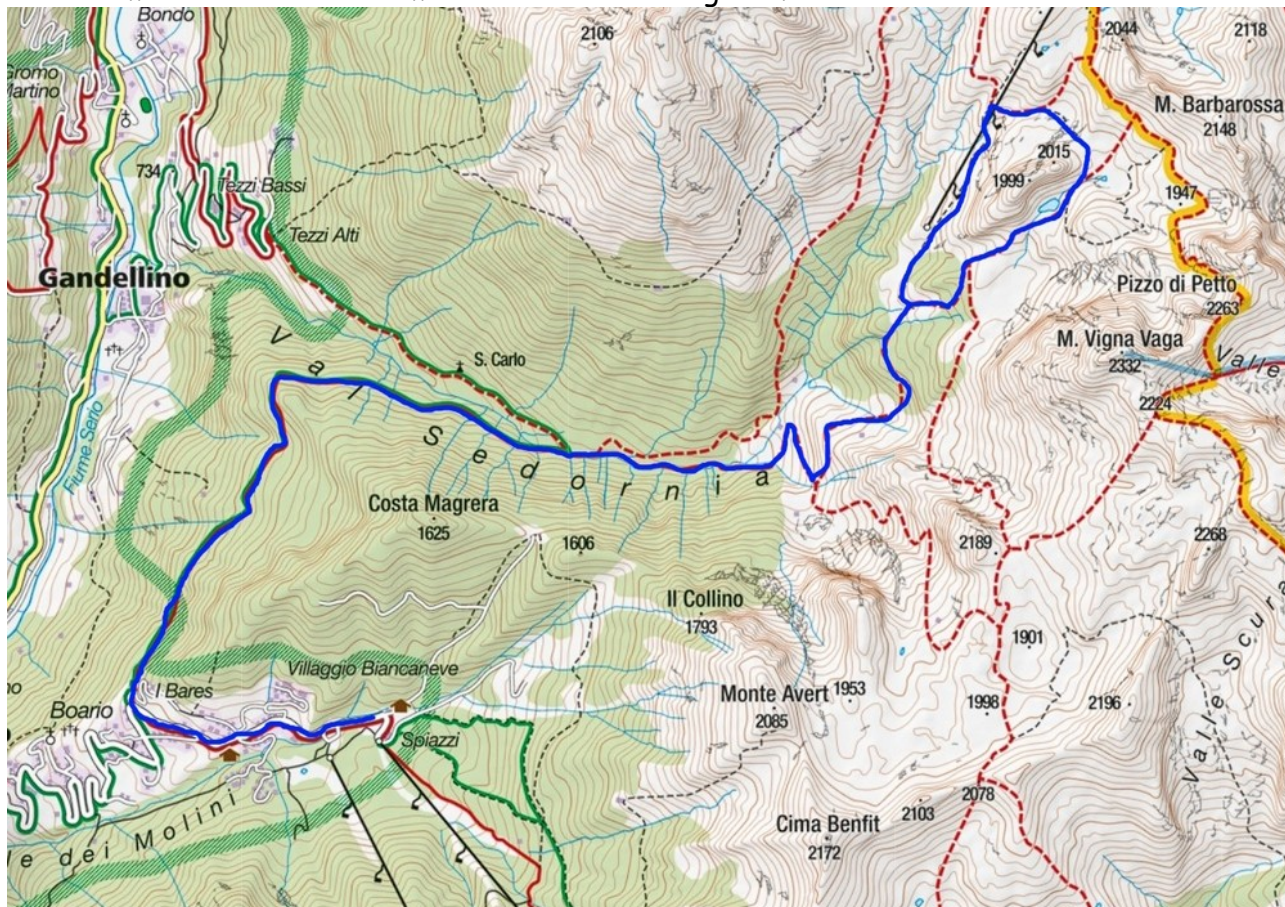 Bondo
2106
2044
2118
Gromo
Martino
M. Barbarossa
2148
734
Tezzi Bassi
2015
1999
1947
Tezzi Alti
Gandellino
Pizzo di Petto
2263
Val Sedornia
S. Carlo
M. Vigna Vaga
2332
Valle
2224
Fiume Serio
Costa Magrera
1625
1606
2189
2268
Il Collino
1793
1901
Villaggio Biancaneve
I Bares
Monte Avert
2085
1953
1998
2196
Valle Scura
Boario
Spiazzi
le dei Molini
2078
2103
Cima Benfit
2172